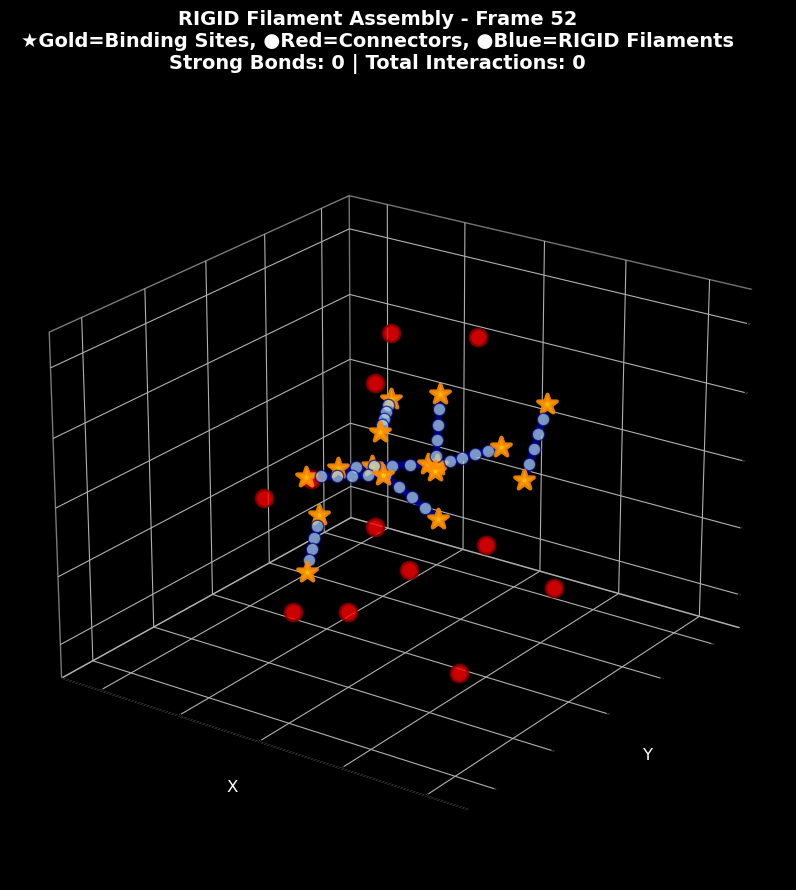 RIGID Filament Assembly - Frame 52
★Gold=Binding Sites, ●Red=Connectors, ●Blue=RIGID Filaments
Strong Bonds: 0 | Total Interactions: 0
Y
X